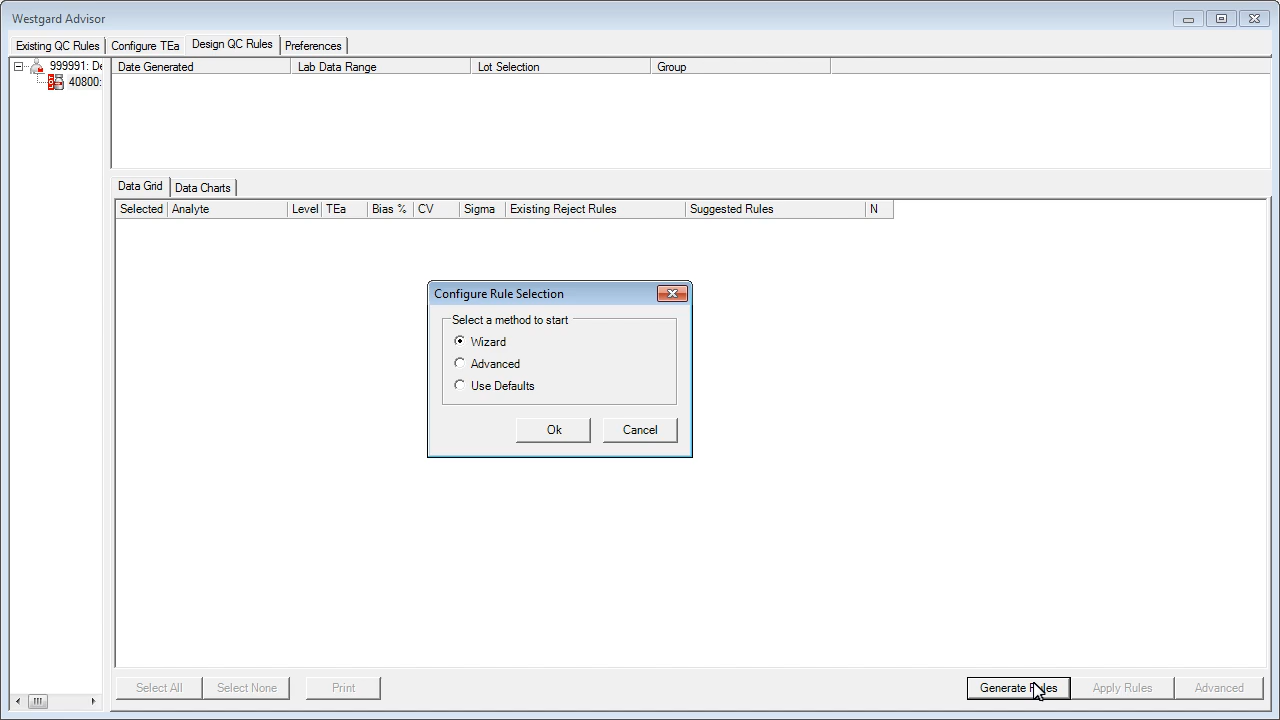 Westgard Advisor
Existing QC Rules Configure TEa Design QC Rules Preferences
999991: De
40800:
Date Generated Lab Data Range Lot Selection Group
Data Grid Data Charts
Selected Analyte Level TEa Bias % CV Sigma Existing Reject Rules Suggested Rules N
Configure Rule Selection
Select a method to start
Wizard
Advanced
Use Defaults
Ok Cancel
Select All Select None Print Generate Rules Apply Rules Advanced